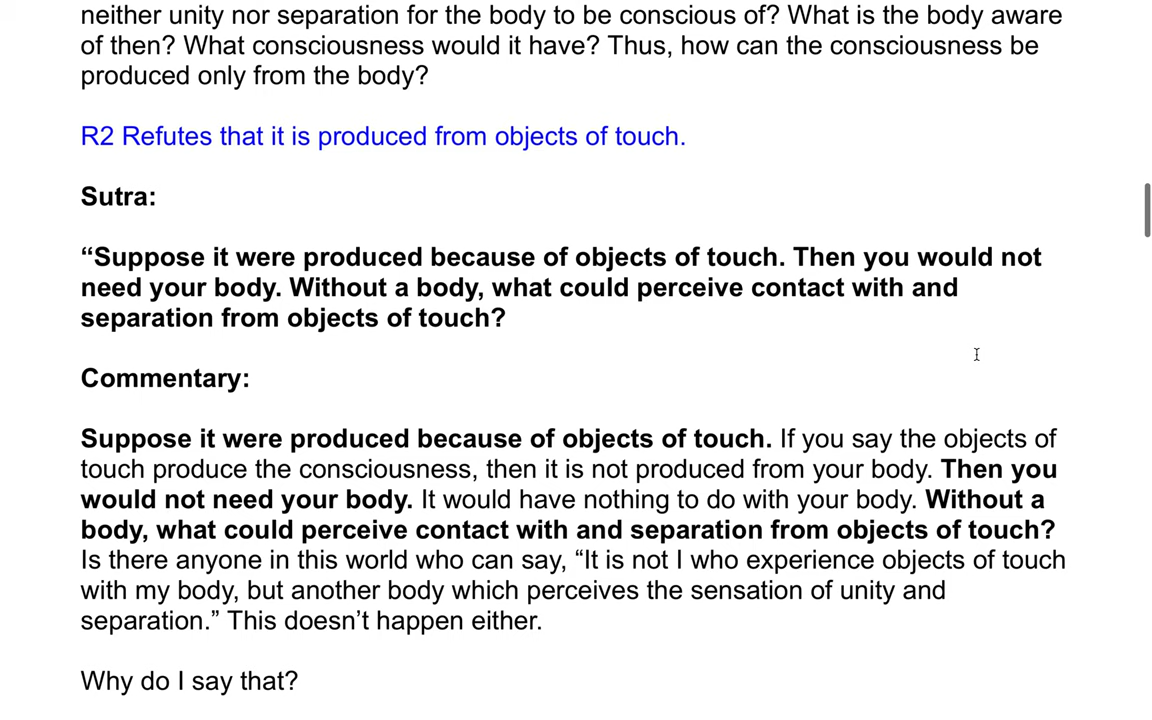 neither unity nor separation for the body to be conscious of? What is the body aware
of then? What consciousness would it have? Thus, how can the consciousness be
produced only from the body?
R2 Refutes that it is produced from objects of touch.
Sutra:
“Suppose it were produced because of objects of touch. Then you would not
need your body. Without a body, what could perceive contact with and
separation from objects of touch?
Commentary:
Suppose it were produced because of objects of touch. If you say the objects of
touch produce the consciousness, then it is not produced from your body. Then you
would not need your body. It would have nothing to do with your body. Without a
body, what could perceive contact with and separation from objects of touch?
Is there anyone in this world who can say, “It is not I who experience objects of touch
with my body, but another body which perceives the sensation of unity and
separation.” This doesn’t happen either.
Why do I say that?